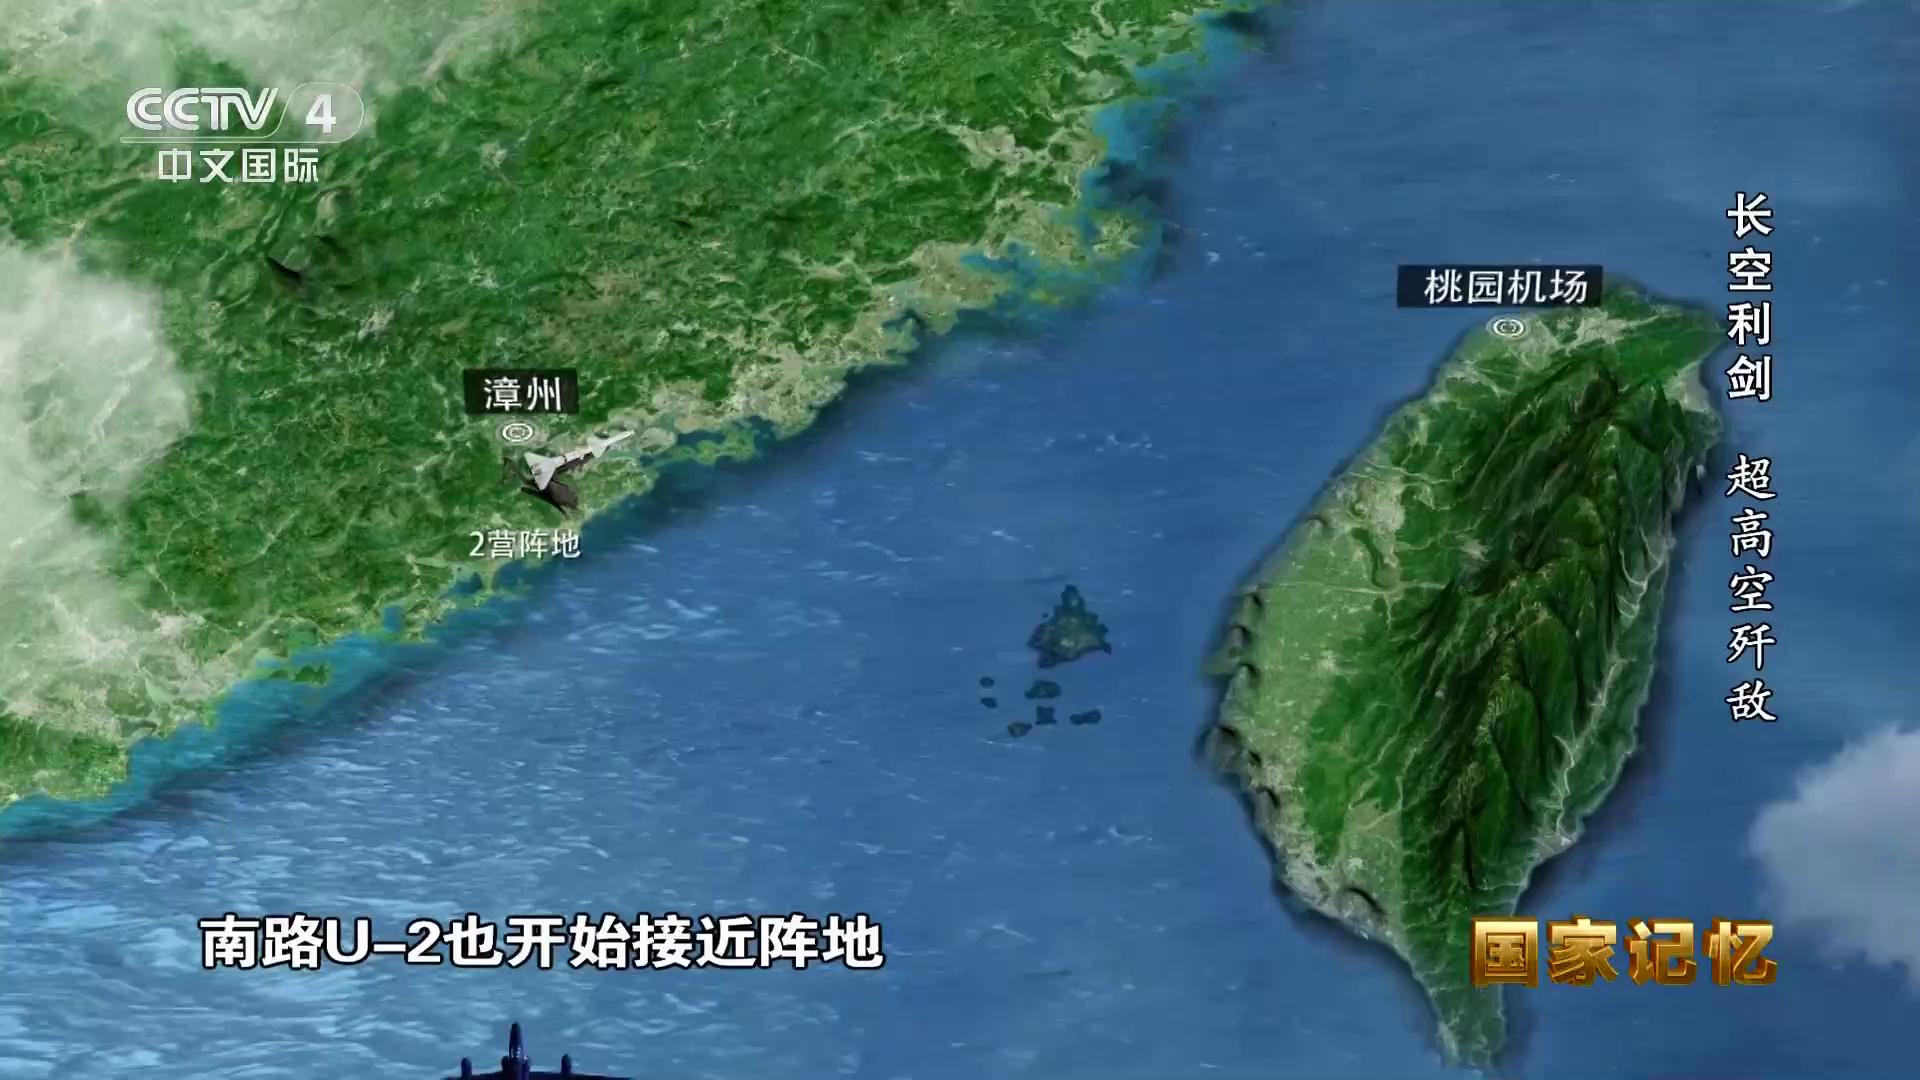 CCTV 4
中文国际
桃园机场
漳州
2营阵地
长空利剑 超高空歼敌
南路U-2也开始接近阵地
国家记忆